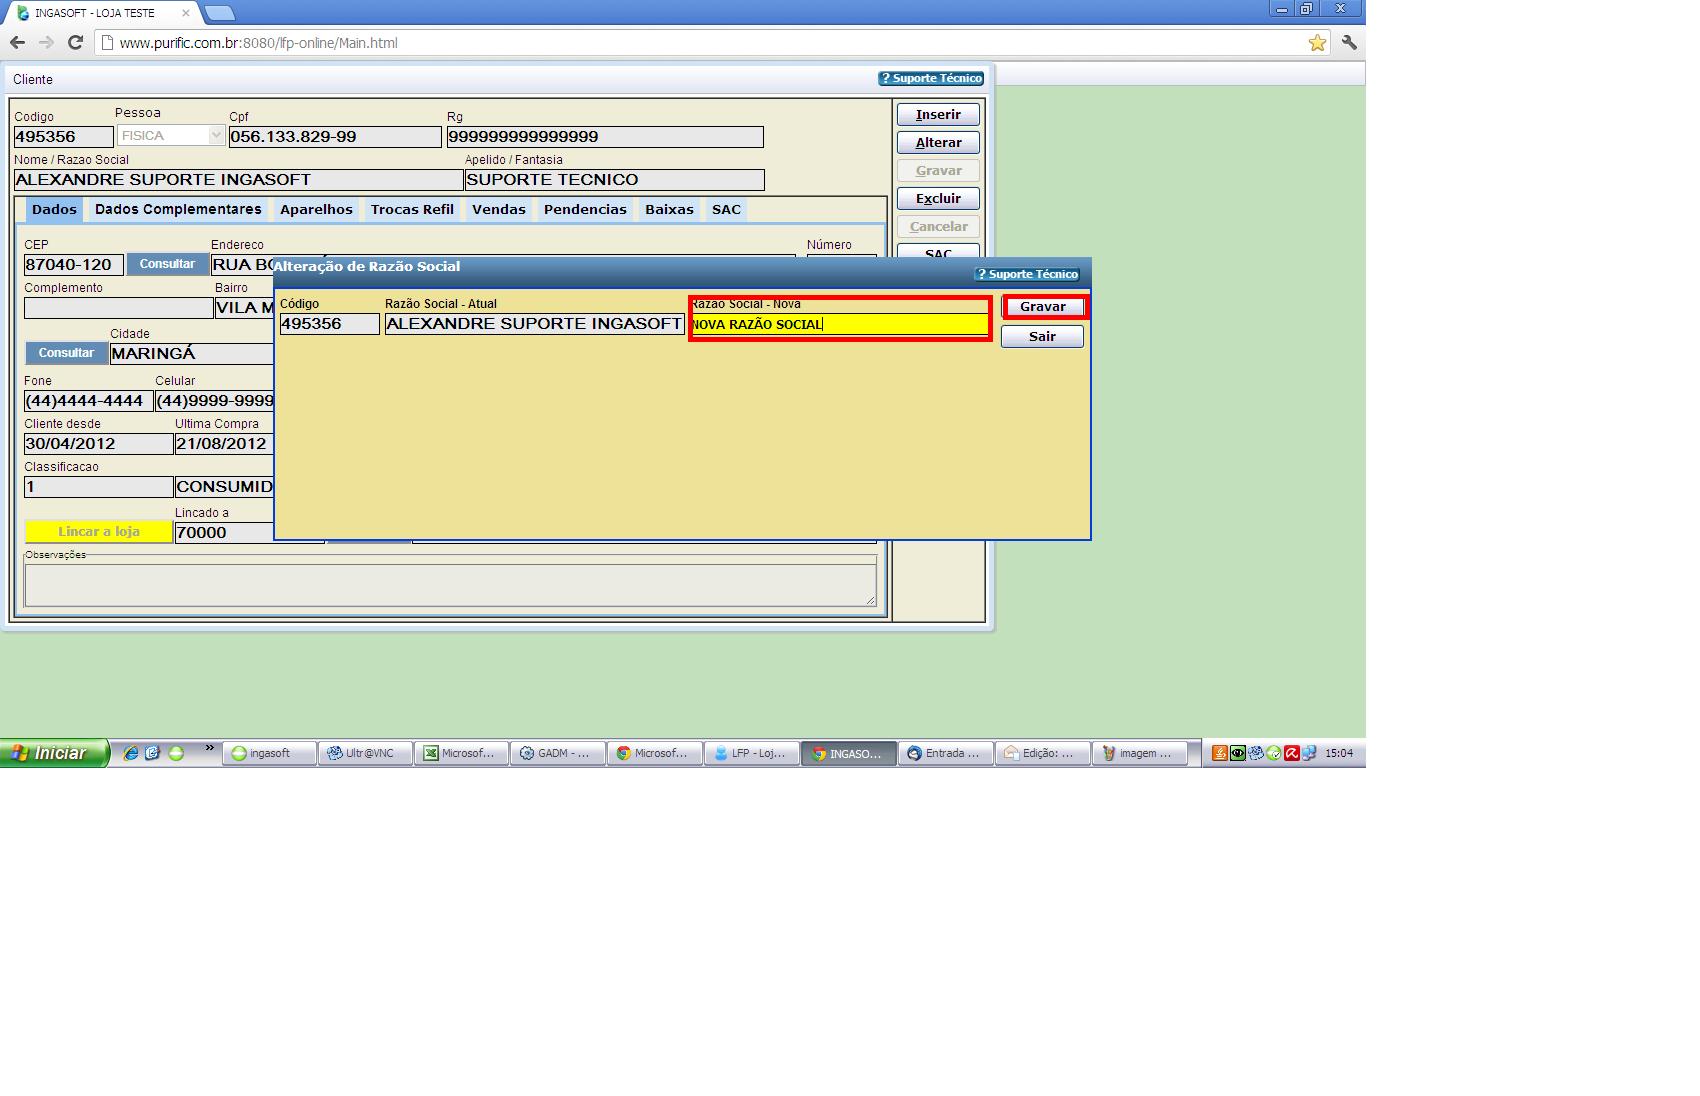 INGASOFT - LOJA TESTE
www.purific.com.br:8080/lfp-online/Main.html
Cliente
? Suporte Técnico
Codigo Pessoa Cpf Rg
495356 FISICA 056.133.829-99 999999999999999
Nome / Razao Social Apelido / Fantasia
ALEXANDRE SUPORTE INGASOFT SUPORTE TECNICO
Inserir
Alterar
Gravar
Excluir
Cancelar
SAC
Dados Dados Complementares Aparelhos Trocas Refil Vendas Pendencias Baixas SAC
CEP Endereco Número
87040-120 Consultar RUA BO
Complemento Bairro
VILA M
Cidade
Consultar MARINGÁ
Fone Celular
(44)4444-4444 (44)9999-9999
Cliente desde Ultima Compra
30/04/2012 21/08/2012
Classificacao
1 CONSUMID
Lincado a
Lincar a loja 70000
Observações
Alteração de Razão Social
? Suporte Técnico
Código Razão Social - Atual Razão Social - Nova
495356 ALEXANDRE SUPORTE INGASOFT NOVA RAZÃO SOCIAL
Gravar
Sair
Iniciar » ingasoft Ultr@VNC Microsof... GADM - ... Microsof... LFP - Loj... INGASO... Entrada ... Edição: ... imagem ... 15:04